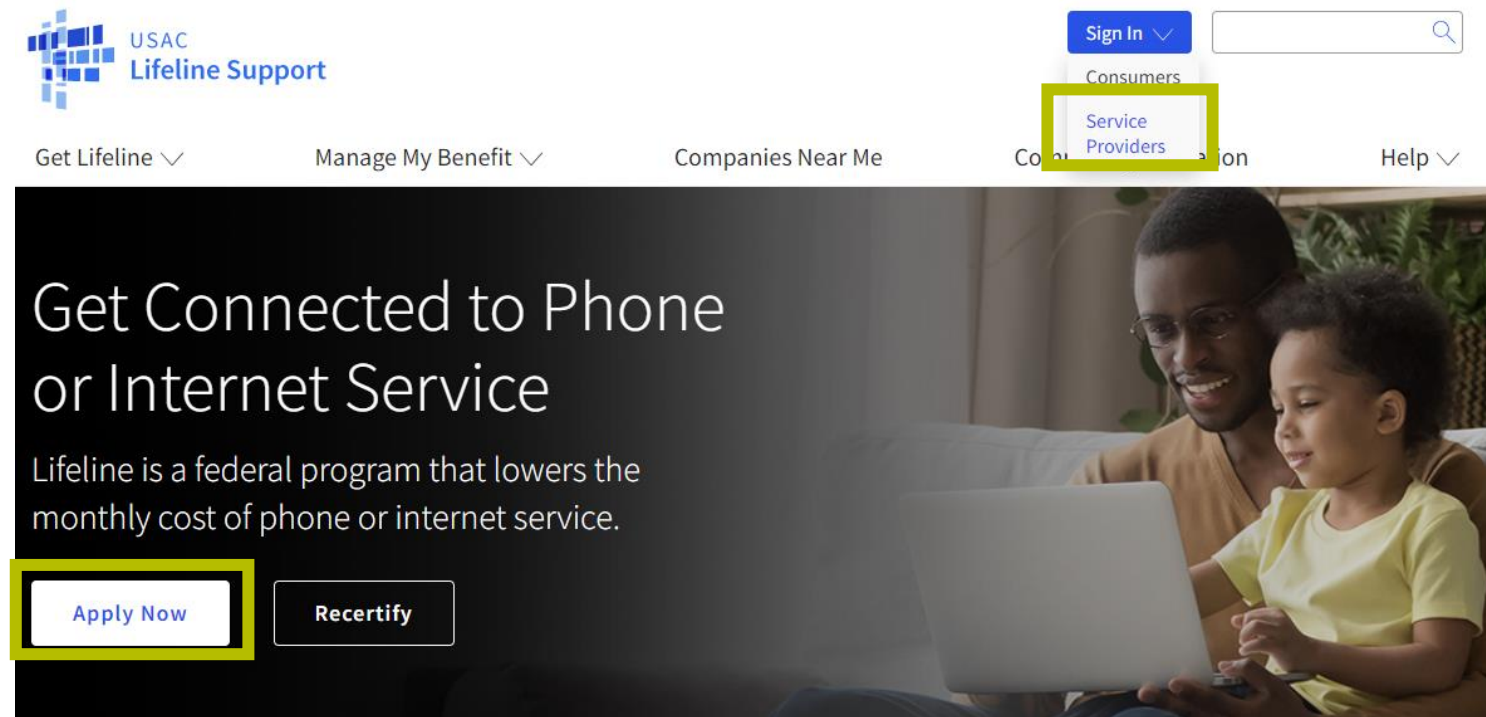 USAC
Lifeline Support
Sign In
Consumers
Service
Providers
Get Lifeline
Manage My Benefit
Companies Near Me
Help
Get Connected to Phone
or Internet Service
Lifeline is a federal program that lowers the
monthly cost of phone or internet service.
Apply Now
Recertify